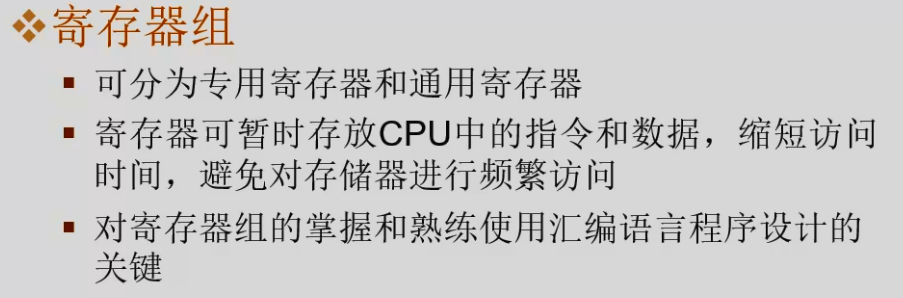 寄存器组
可分为专用寄存器和通用寄存器
寄存器可暂时存放CPU中的指令和数据，缩短访问
时间，避免对存储器进行频繁访问
对寄存器组的掌握和熟练使用汇编语言程序设计的
关键